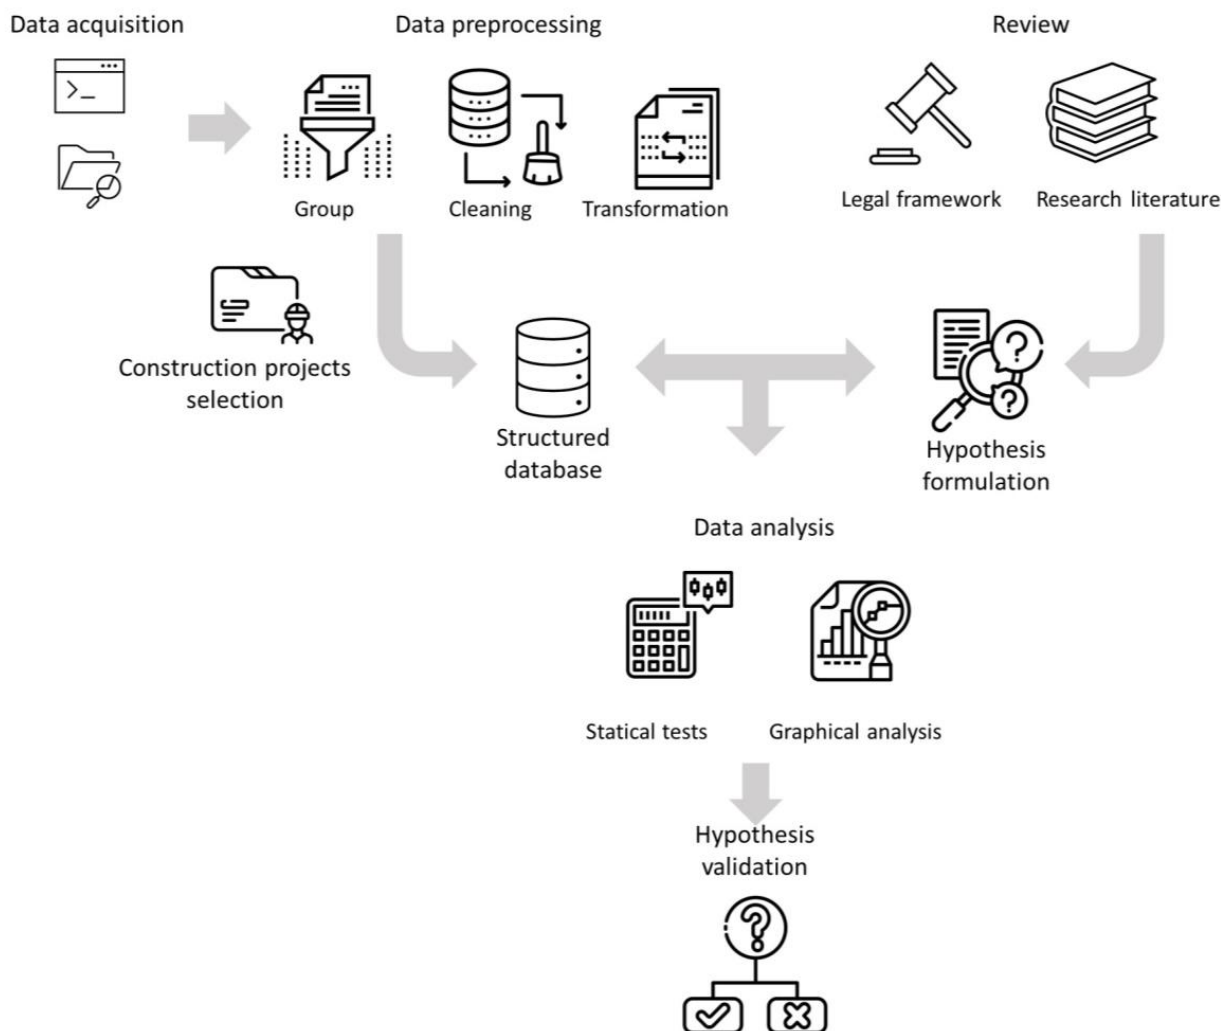 Data acquisition
Data preprocessing
Review
>_
Group
Cleaning
Transformation
Legal framework
Research literature
Construction projects
selection
Structured
database
?
?
Hypothesis
formulation
Data analysis
Statical tests
Graphical analysis
Hypothesis
validation
?